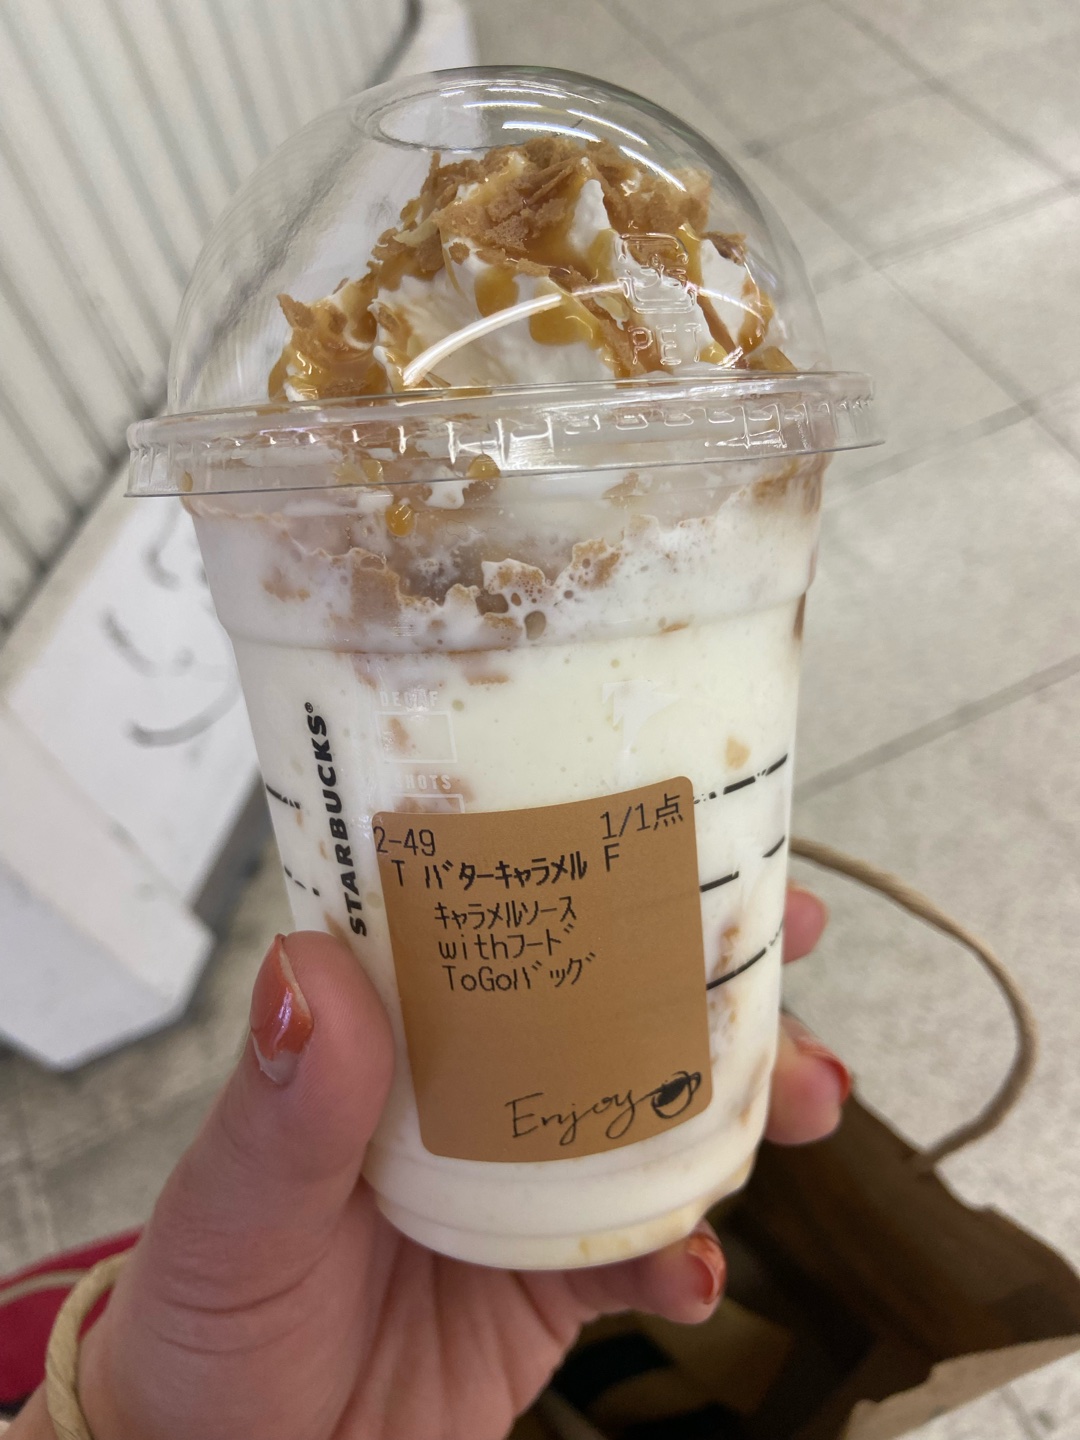 PET
DECAF
SHOTS
STARBUCKS®
2-49 1/1点
T バターキャラメル F
キャラメルソース
withフード
ToGoバッグ
Enjoy